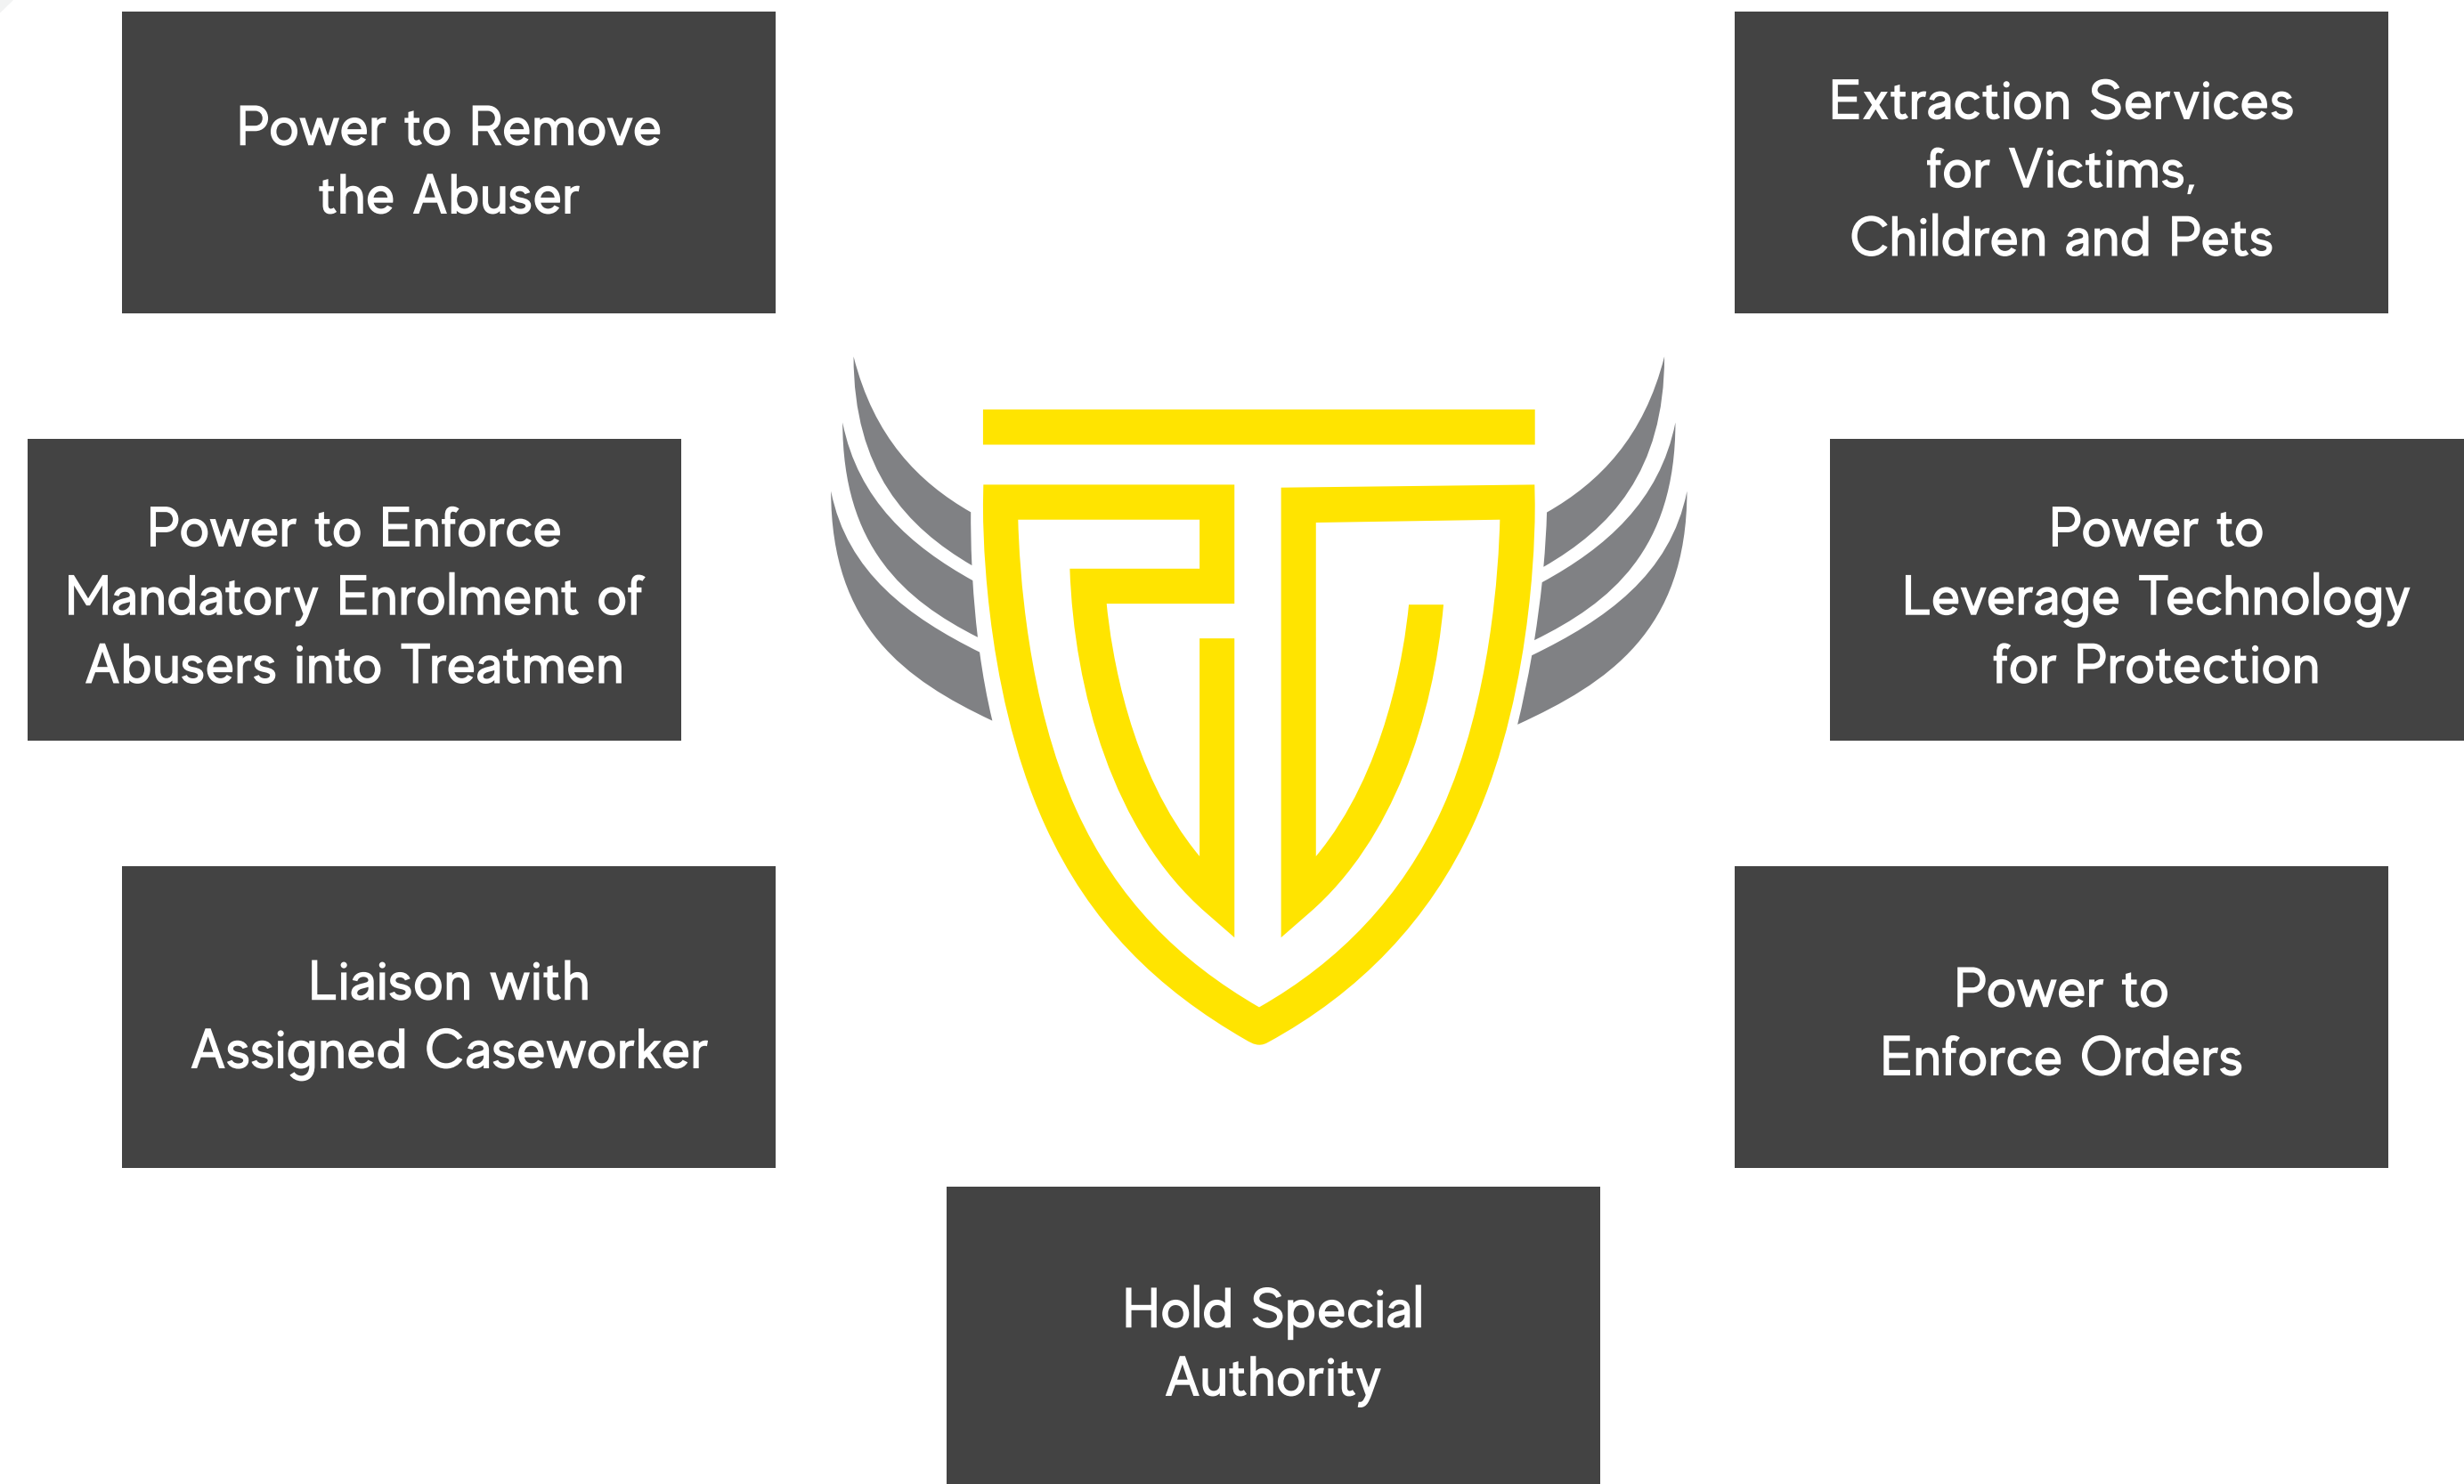 Power to Remove
the Abuser
Extraction Services
for Victims,
Children and Pets
Power to Enforce
Mandatory Enrolment of
Abusers into Treatmen
Power to
Leverage Technology
for Protection
Liaison with
Assigned Caseworker
Power to
Enforce Orders
Hold Special
Authority